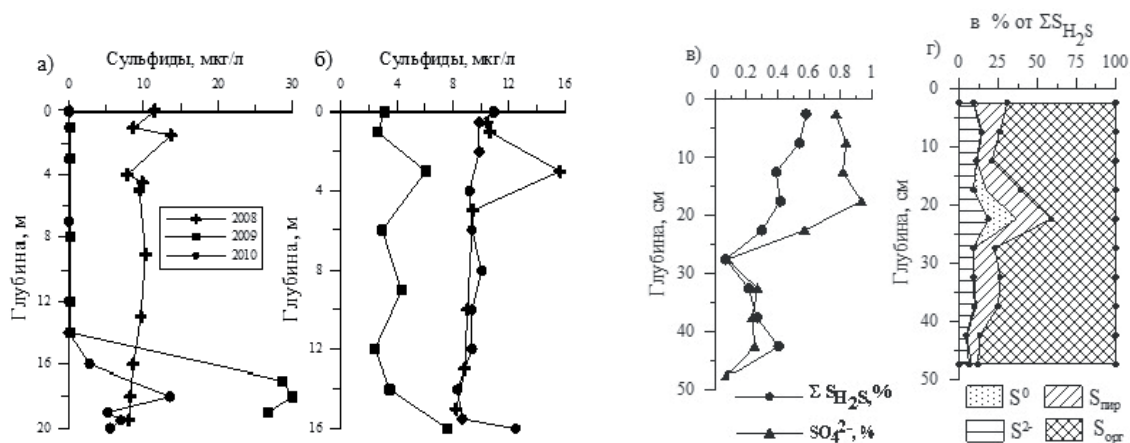 а)
Сульфиды, мкг/л
0 10 20 30
Глубина, м
0
4
8
12
16
20
2008
2009
2010
б)
Сульфиды, мкг/л
0 4 8 12 16
Глубина, м
0
4
8
12
16
в)
0 0.2 0.4 0.6 0.8 1
Глубина, см
0
10
20
30
40
50
Σ S_H₂S, %
SO₄²⁻, %
в % от ΣS_H₂S
г)
0 25 50 75 100
Глубина, см
0
10
20
30
40
50
S⁰ Sпир
S²⁻ Sорг